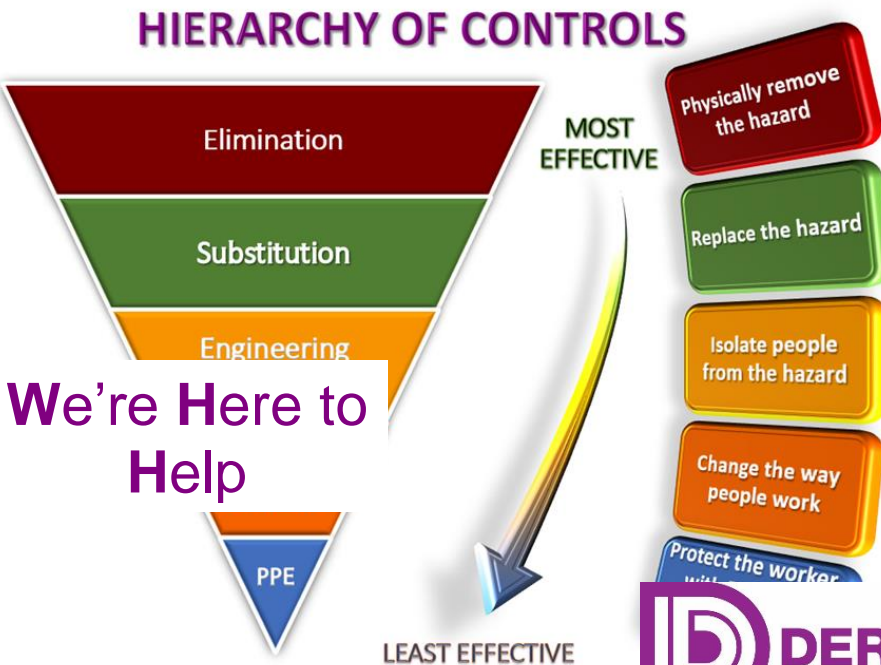 HIERARCHY OF CONTROLS
Elimination
Substitution
Engineering
We're Here to
Help
PPE
MOST
EFFECTIVE
LEAST EFFECTIVE
Physically remove
the hazard
Replace the hazard
Isolate people
from the hazard
Change the way
people work
Protect the worker
DER